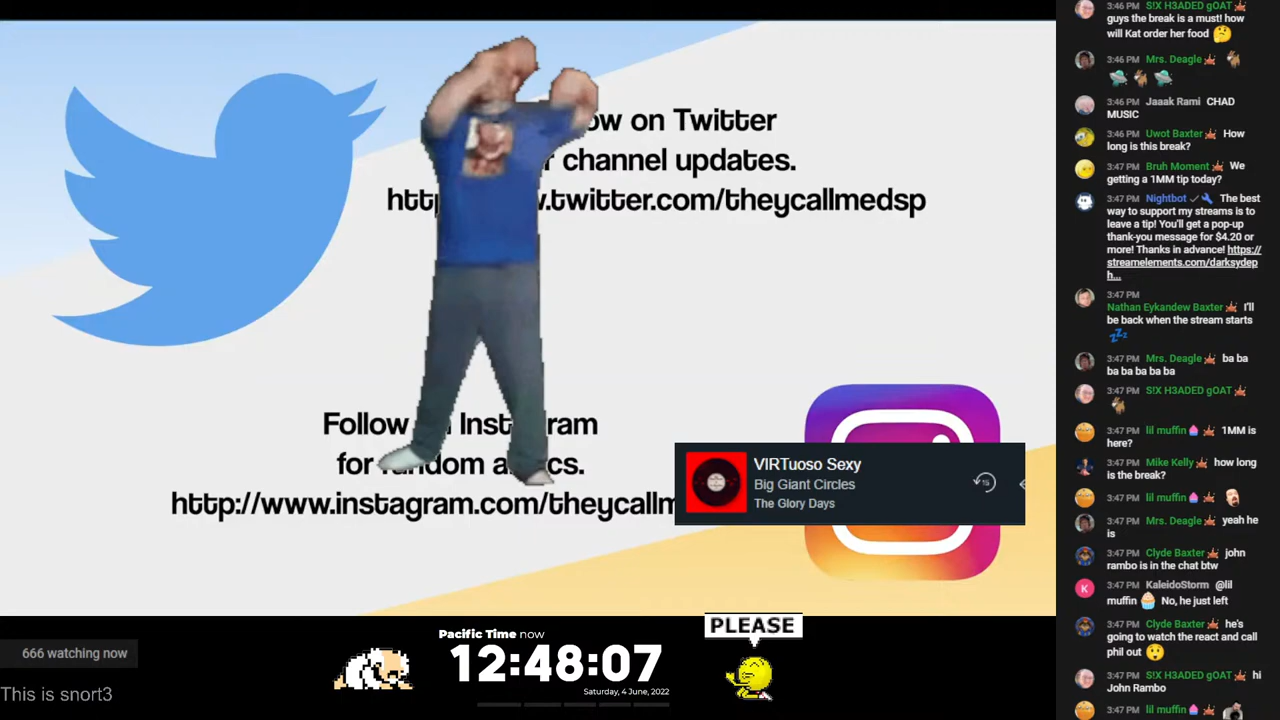 ow on Twitter
r channel updates.
htt
w.twitter.com/theycallmedsp
Follow
Inst
ram
for
ndom a
cs.
http://www.instagram.com/theycallm
VIRTuoso Sexy
Big Giant Circles
The Glory Days
15
666 watching now
This is snort3
Pacific Time now
12:48:07
Saturday, 4 June, 2022
PLEASE
3:46 PM S!X H3ADED gOAT
guys the break is a must! how
will Kat order her food
3:46 PM Mrs. Deagle
3:46 PM Jaaak Rami CHAD
MUSIC
3:46 PM Uwot Baxter How
long is this break?
3:47 PM Bruh Moment We
getting a 1MM tip today?
3:47 PM Nightbot The best
way to support my streams is to
leave a tip! You'll get a pop-up
thank-you message for $4.20 or
more! Thanks in advance! https://
streamelements.com/darksydep
h...
3:47 PM
Nathan Eykandew Baxter I'll
be back when the stream starts
zzz
3:47 PM Mrs. Deagle ba ba
ba ba ba ba ba
3:47 PM S!X H3ADED gOAT
3:47 PM lil muffin 1MM is
here?
3:47 PM Mike Kelly how long
is the break?
3:47 PM lil muffin
3:47 PM Mrs. Deagle yeah he
is
3:47 PM Clyde Baxter john
rambo is in the chat btw
K
3:47 PM KaleidoStorm @lil
muffin No, he just left
3:47 PM Clyde Baxter he's
going to watch the react and call
phil out
3:47 PM S!X H3ADED gOAT hi
John Rambo
3:47 PM lil muffin